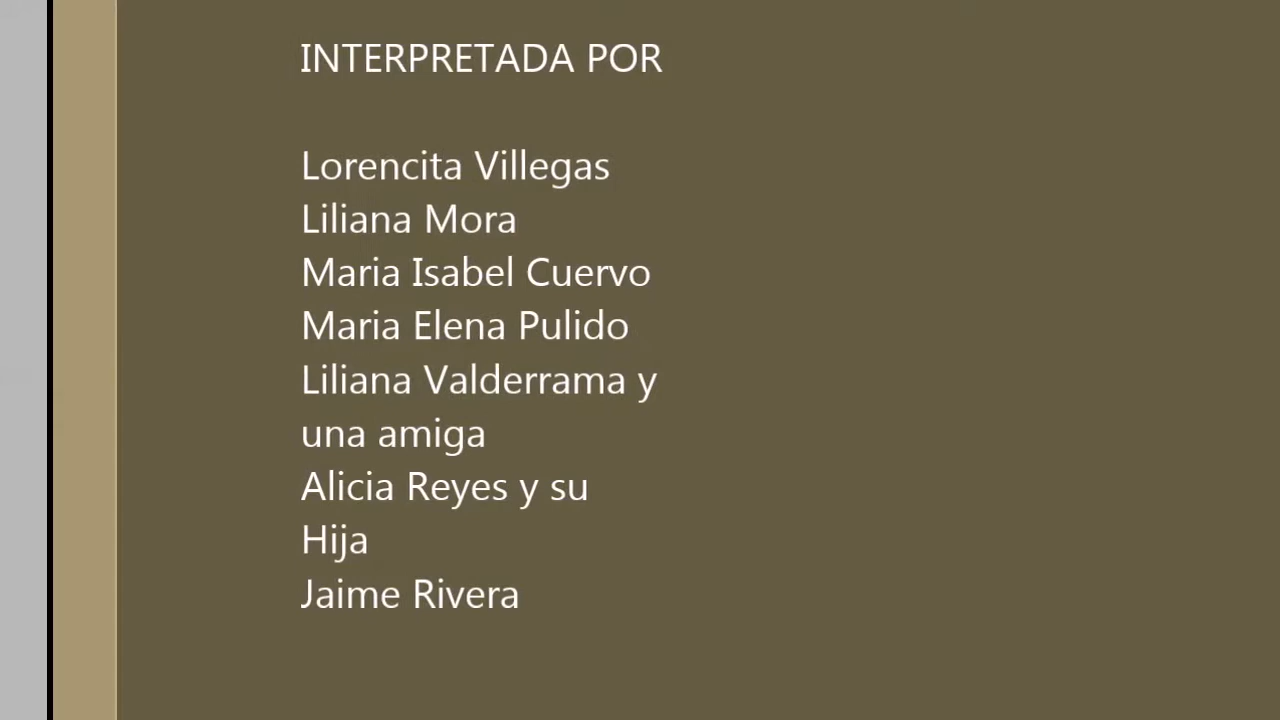 INTERPRETADA POR
Lorencita Villegas
Liliana Mora
Maria Isabel Cuervo
Maria Elena Pulido
Liliana Valderrama y
una amiga
Alicia Reyes y su
Hija
Jaime Rivera